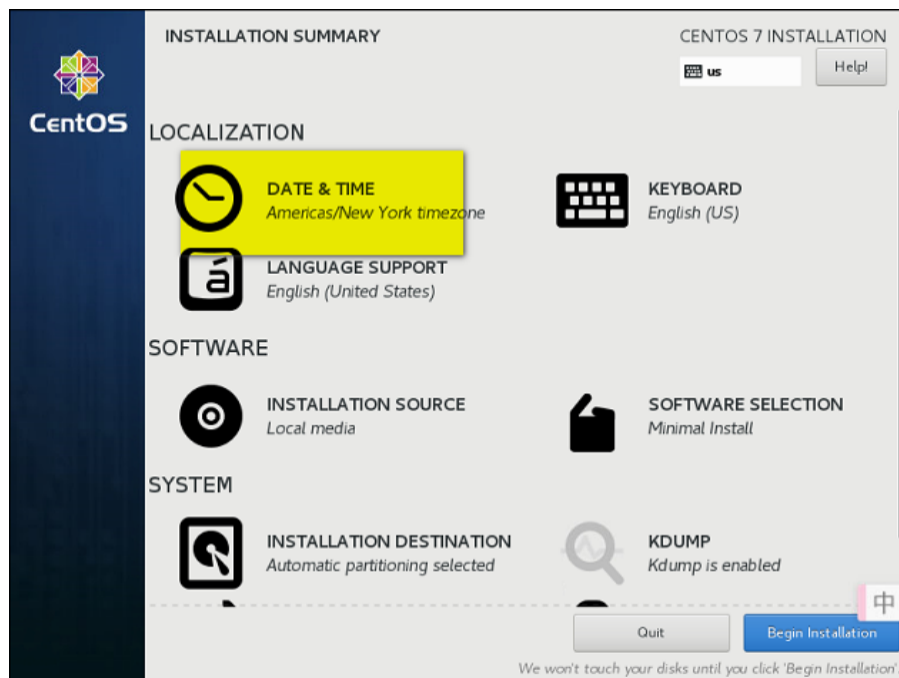 INSTALLATION SUMMARY
CENTOS 7 INSTALLATION
us
Help!
CentOS
LOCALIZATION
DATE & TIME
Americas/New York timezone
KEYBOARD
English (US)
á
LANGUAGE SUPPORT
English (United States)
SOFTWARE
INSTALLATION SOURCE
Local media
SOFTWARE SELECTION
Minimal Install
SYSTEM
INSTALLATION DESTINATION
Automatic partitioning selected
KDUMP
Kdump is enabled
中
Quit
Begin Installation
We won't touch your disks until you click 'Begin Installation'.